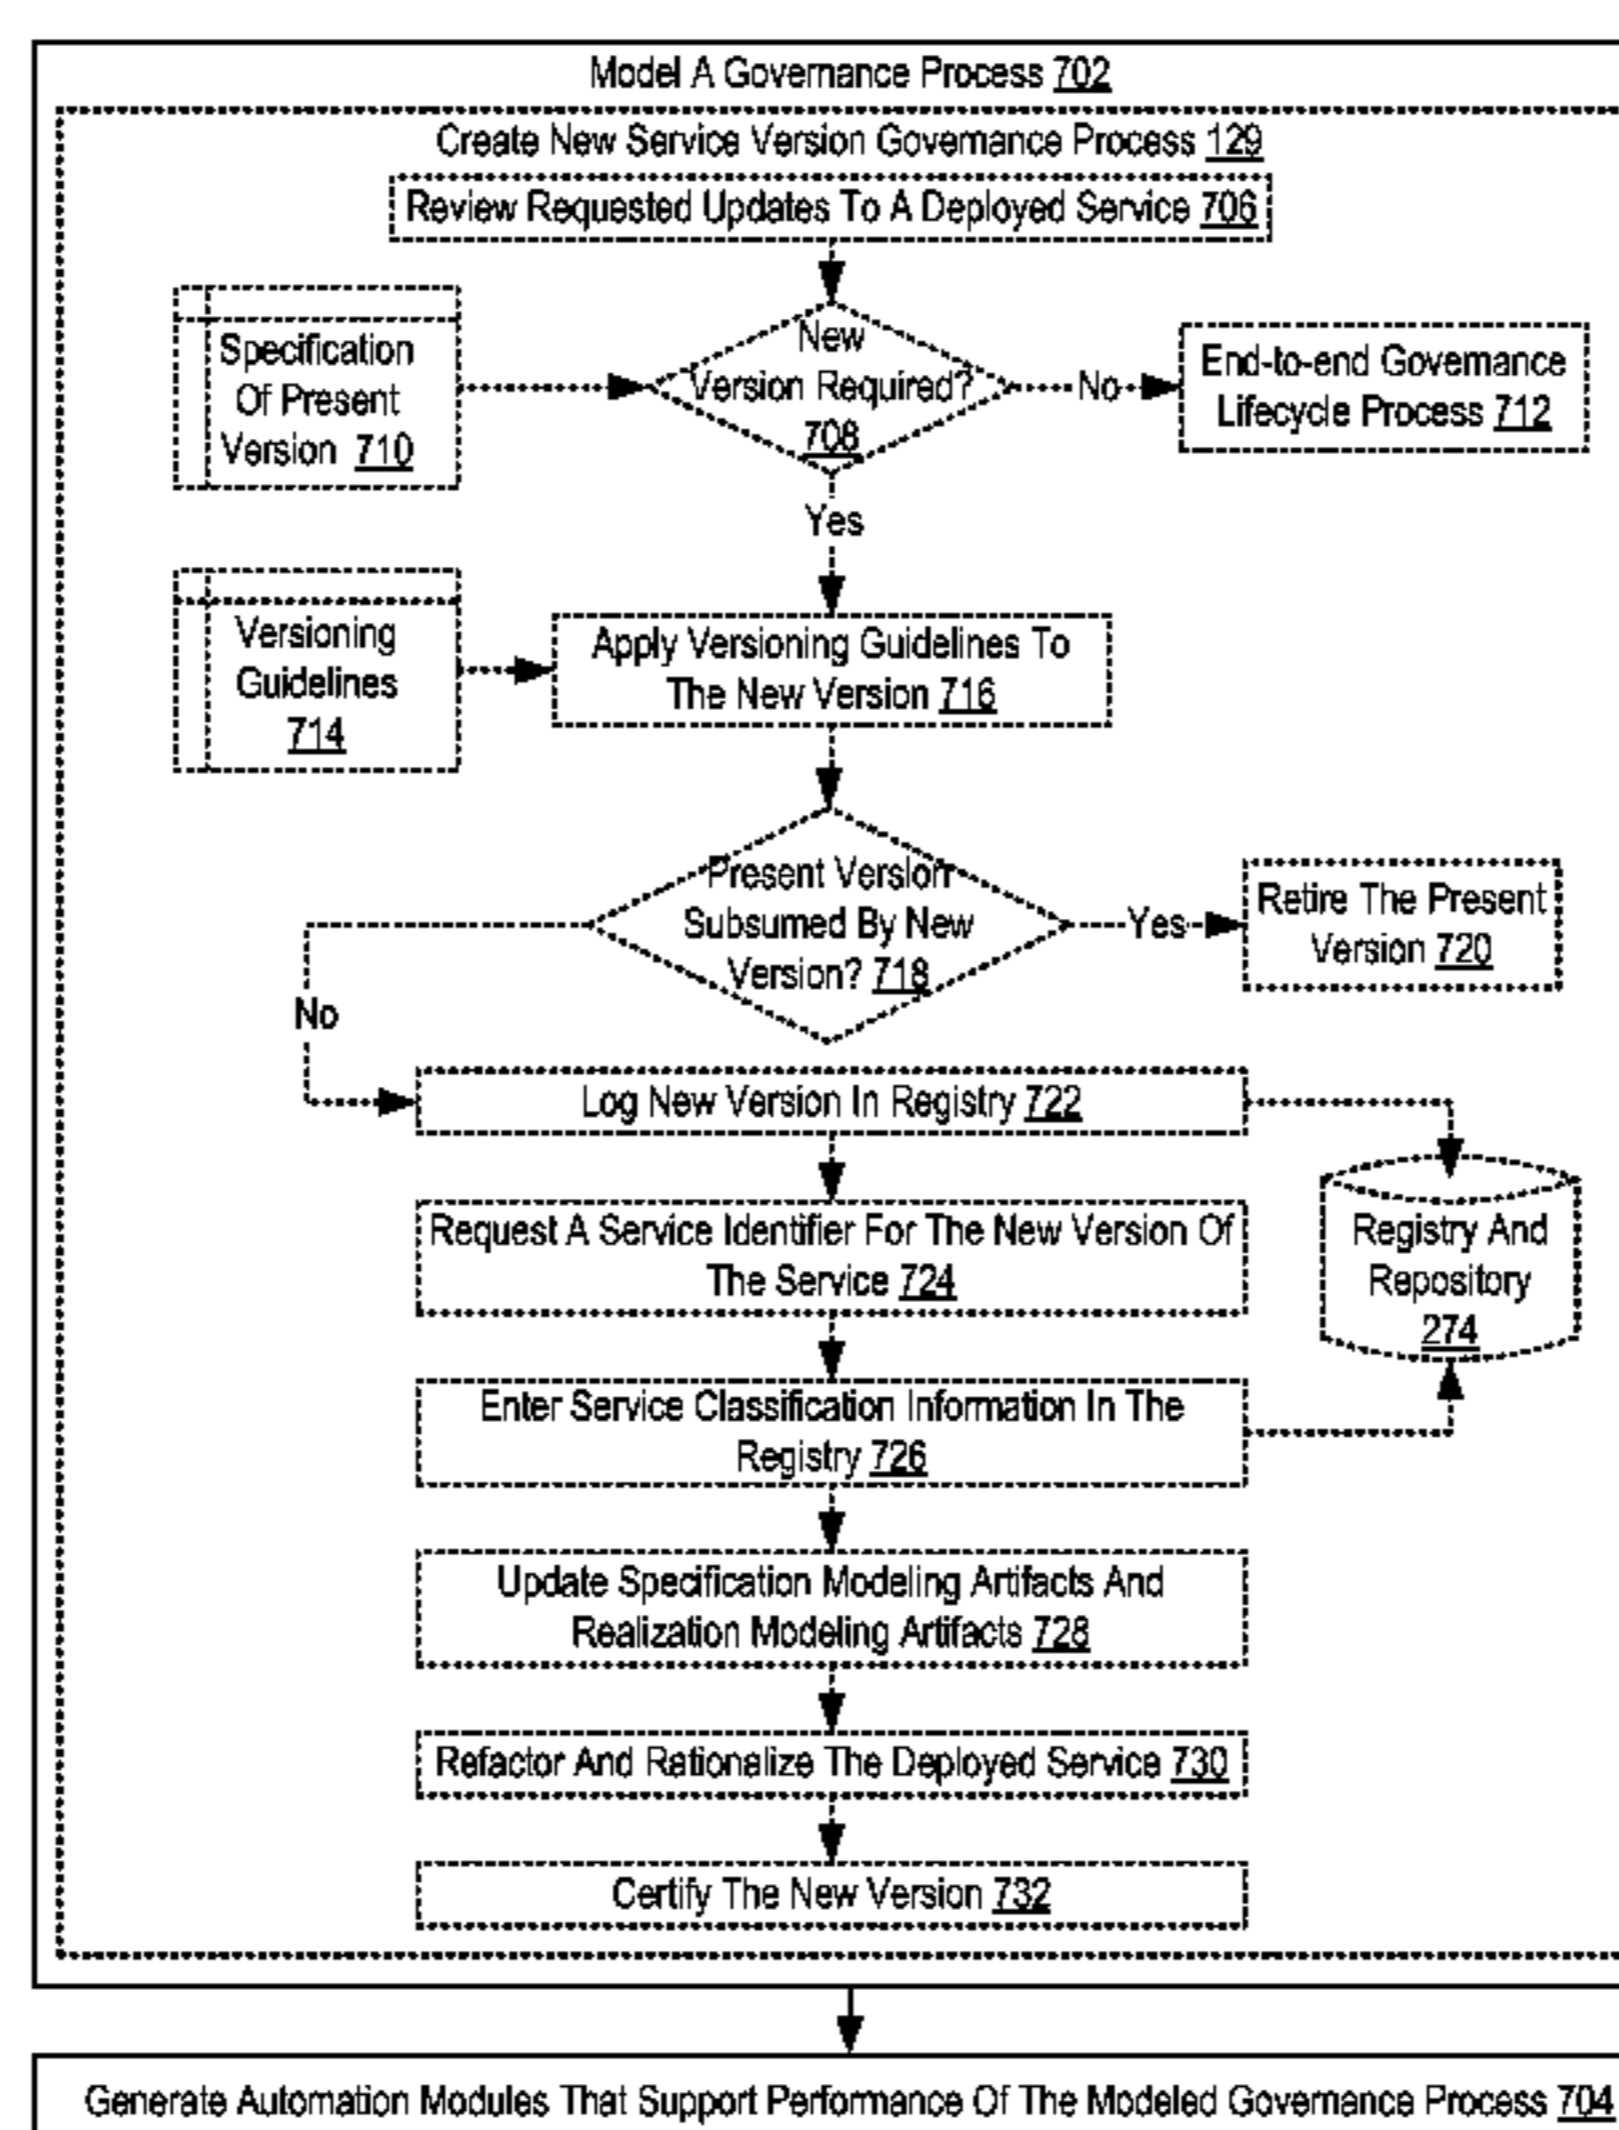 Model A Governance Process 702
Create New Service Version Governance Process 129
Review Requested Updates To A Deployed Service 706
Specification
Of Present
Version 710
New
Version Required?
708
No
End-to-end Governance
Lifecycle Process 712
Yes
Versioning
Guidelines
714
Apply Versioning Guidelines To
The New Version 716
Present Version
Subsumed By New
Version? 718
Yes
Retire The Present
Version 720
No
Log New Version In Registry 722
Request A Service Identifier For The New Version Of
The Service 724
Registry And
Repository
274
Enter Service Classification Information In The
Registry 726
Update Specification Modeling Artifacts And
Realization Modeling Artifacts 728
Refactor And Rationalize The Deployed Service 730
Certify The New Version 732
Generate Automation Modules That Support Performance Of The Modeled Governance Process 704